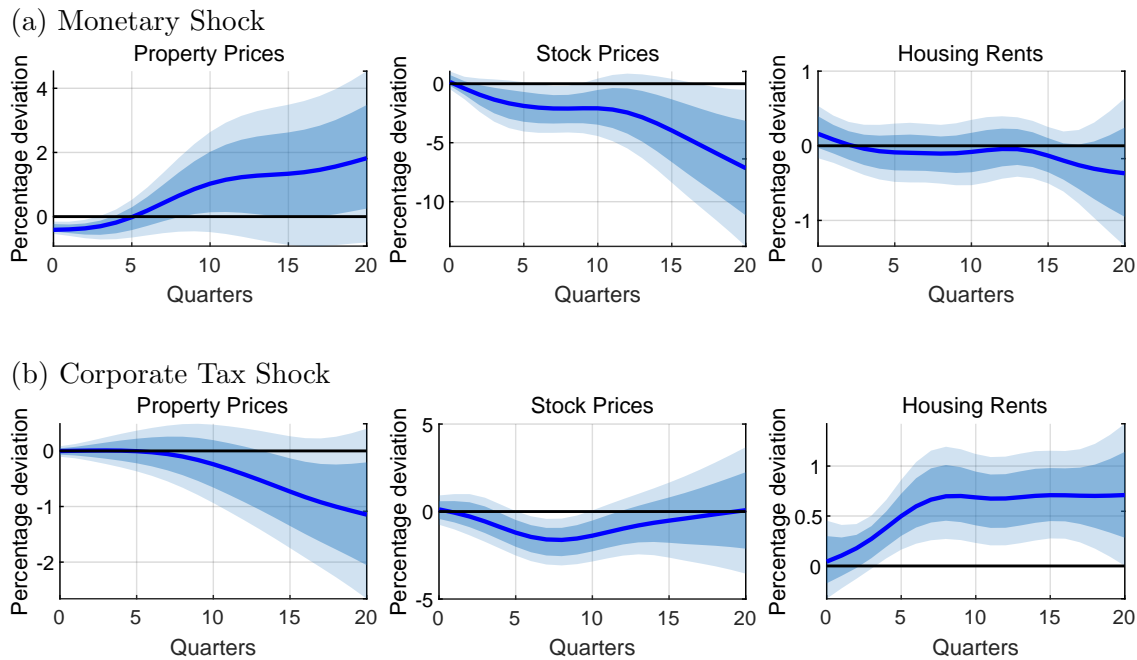 (a) Monetary Shock
Property Prices
Stock Prices
Housing Rents
Percentage deviation
4
2
0
0
5
10
15
20
Quarters
Percentage deviation
0
-5
-10
0
5
10
15
20
Quarters
Percentage deviation
1
0
-1
0
5
10
15
20
Quarters
(b) Corporate Tax Shock
Property Prices
Stock Prices
Housing Rents
Percentage deviation
0
-1
-2
0
5
10
15
20
Quarters
Percentage deviation
5
0
-5
0
5
10
15
20
Quarters
Percentage deviation
1
0.5
0
0
5
10
15
20
Quarters